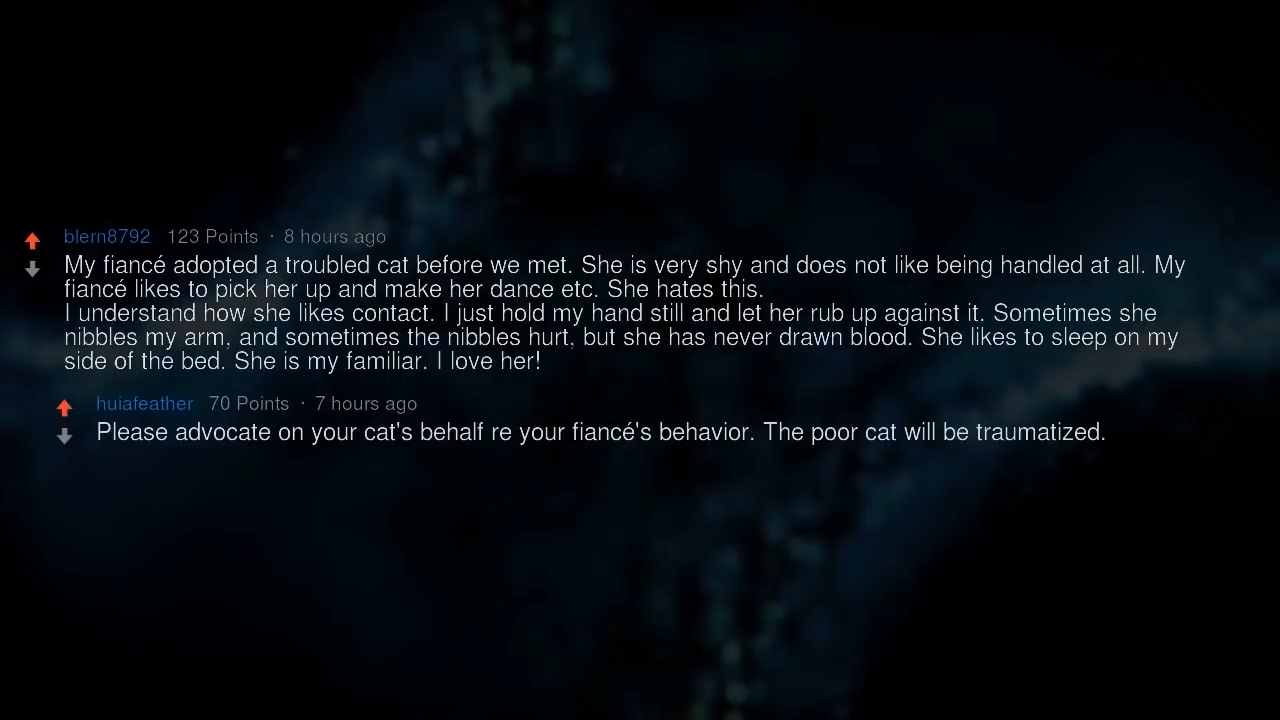 blern8792 123 Points · 8 hours ago
My fiancé adopted a troubled cat before we met. She is very shy and does not like being handled at all. My
fiancé likes to pick her up and make her dance etc. She hates this.
I understand how she likes contact. I just hold my hand still and let her rub up against it. Sometimes she
nibbles my arm, and sometimes the nibbles hurt, but she has never drawn blood. She likes to sleep on my
side of the bed. She is my familiar. I love her!
huiafeather 70 Points · 7 hours ago
Please advocate on your cat's behalf re your fiancé's behavior. The poor cat will be traumatized.